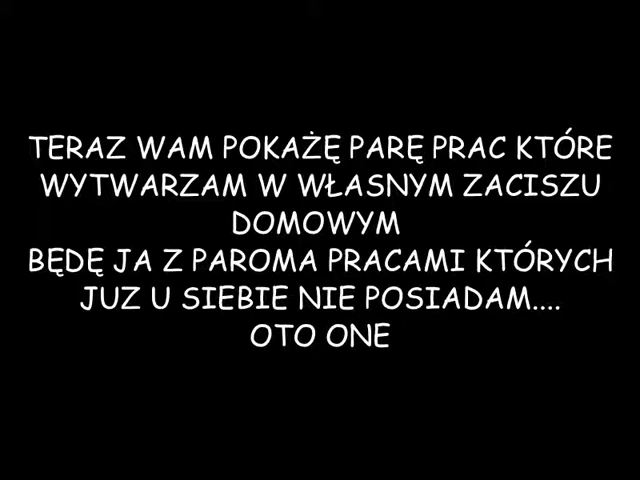 TERAZ WAM POKAŻĘ PARĘ PRAC KTÓRE
WYTWARZAM W WŁASNYM ZACISZU
DOMOWYM
BĘDĘ JA Z PAROMA PRACAMI KTÓRYCH
JUZ U SIEBIE NIE POSIADAM....
OTO ONE